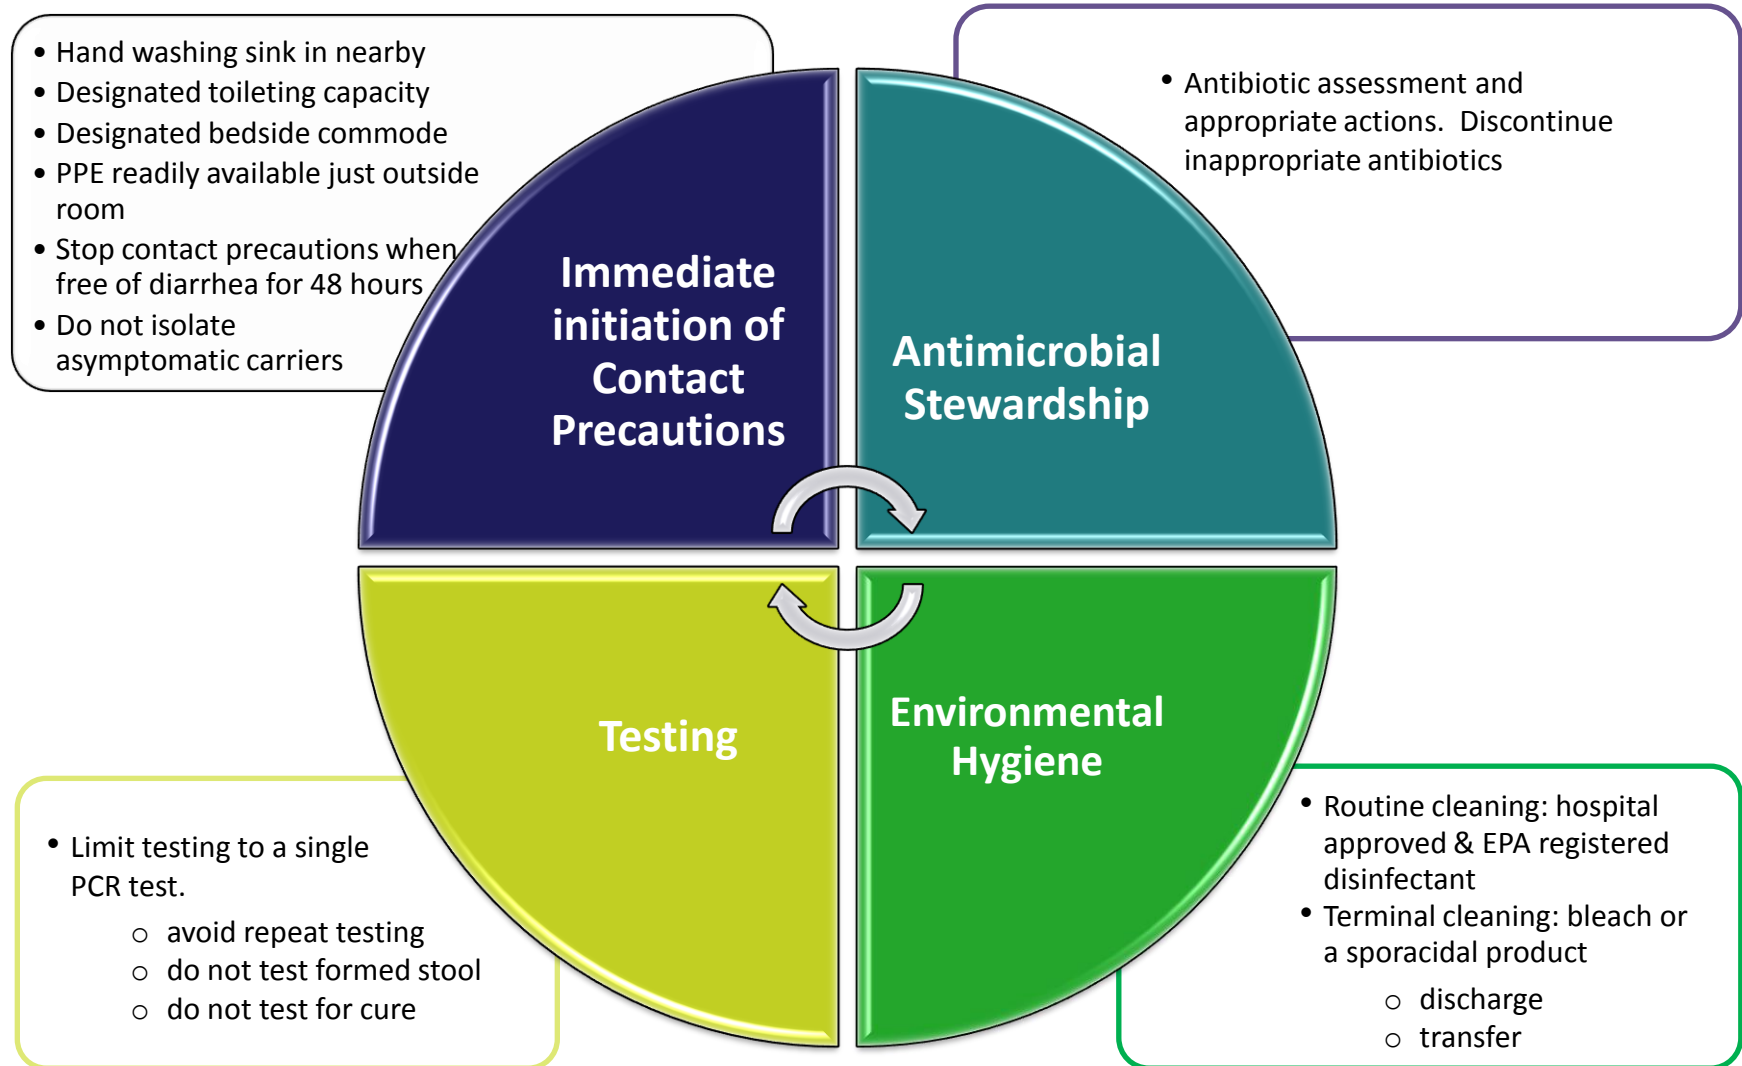 • Hand washing sink in nearby
• Designated toileting capacity
• Designated bedside commode
• PPE readily available just outside
room
• Stop contact precautions when
free of diarrhea for 48 hours
• Do not isolate
asymptomatic carriers
Immediate
initiation of
Contact
Precautions
• Antibiotic assessment and
appropriate actions.  Discontinue
inappropriate antibiotics
Antimicrobial
Stewardship
Testing
• Limit testing to a single
PCR test.
o avoid repeat testing
o do not test formed stool
o do not test for cure
Environmental
Hygiene
• Routine cleaning: hospital
approved & EPA registered
disinfectant
• Terminal cleaning: bleach or
a sporacidal product
o discharge
o transfer